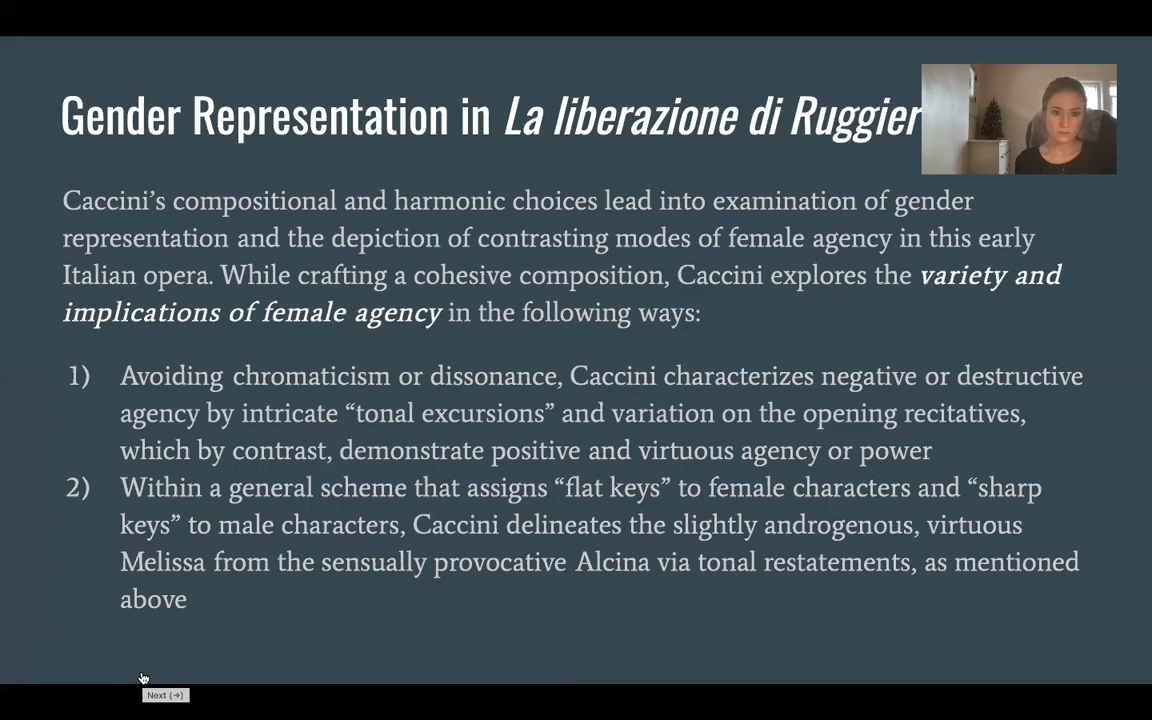 Gender Representation in La liberazione di Ruggier
Caccini’s compositional and harmonic choices lead into examination of gender
representation and the depiction of contrasting modes of female agency in this early
Italian opera. While crafting a cohesive composition, Caccini explores the variety and
implications of female agency in the following ways:
1) Avoiding chromaticism or dissonance, Caccini characterizes negative or destructive
agency by intricate “tonal excursions” and variation on the opening recitatives,
which by contrast, demonstrate positive and virtuous agency or power
2) Within a general scheme that assigns “flat keys” to female characters and “sharp
keys” to male characters, Caccini delineates the slightly androgenous, virtuous
Melissa from the sensually provocative Alcina via tonal restatements, as mentioned
above
Next (→)